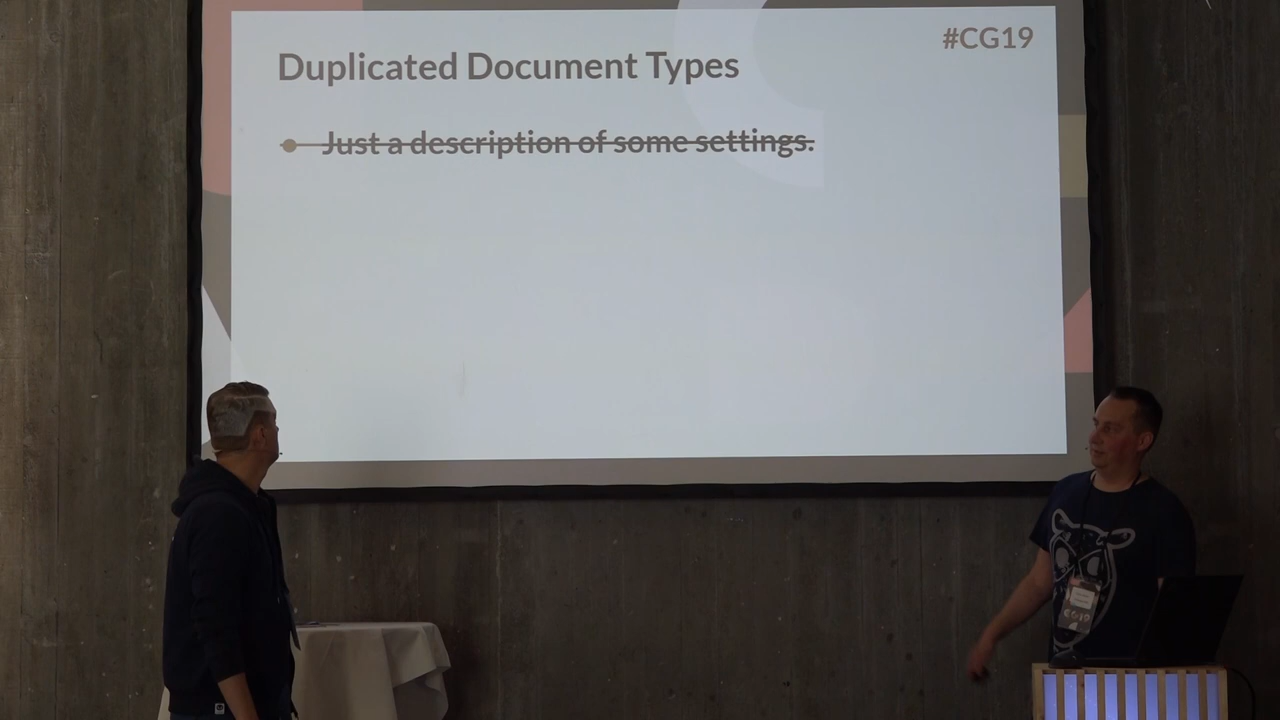 #CG19
Duplicated Document Types
Just a description of some settings.